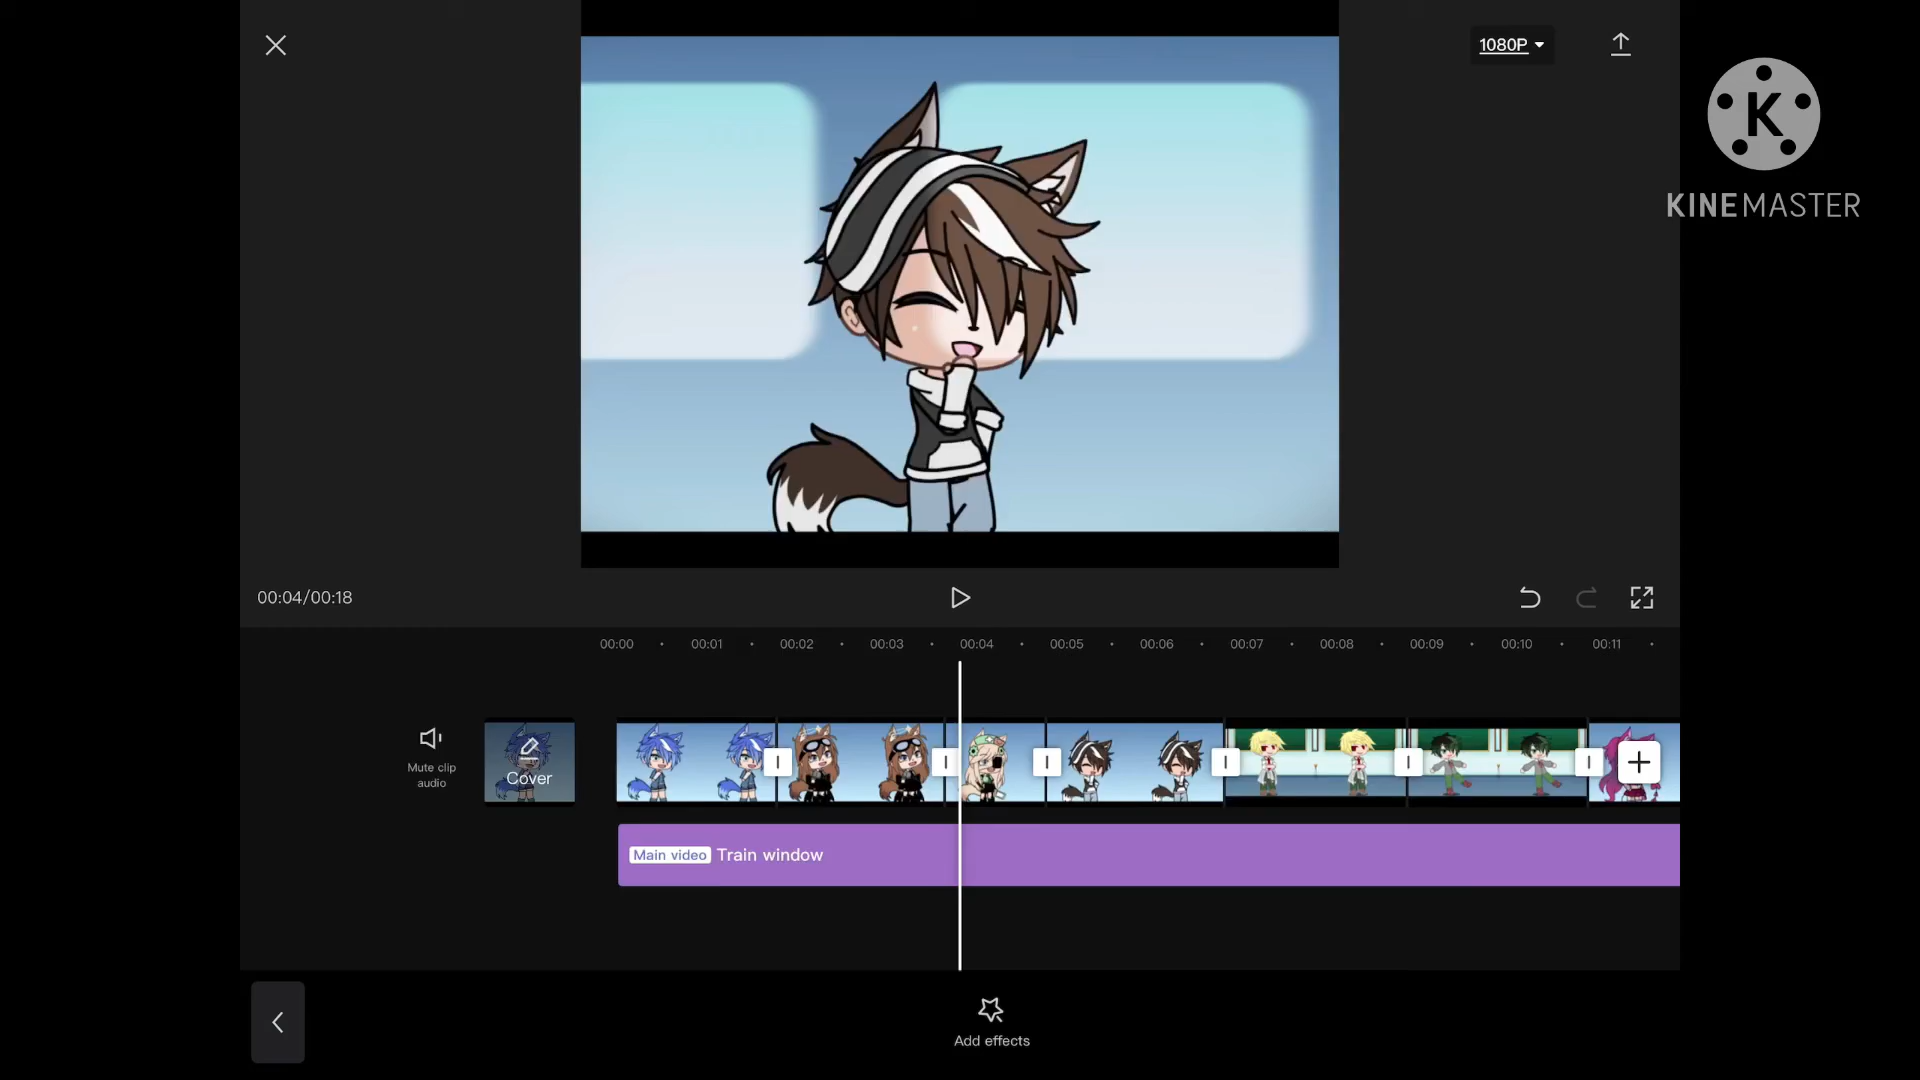 1080P
K
KINEMASTER
00:04/00:18
00:00 00:01 00:02 00:03 00:04 00:05 00:06 00:07 00:08 00:09 00:10 00:11
Mute clip
audio
Cover
Main video Train window
Add effects